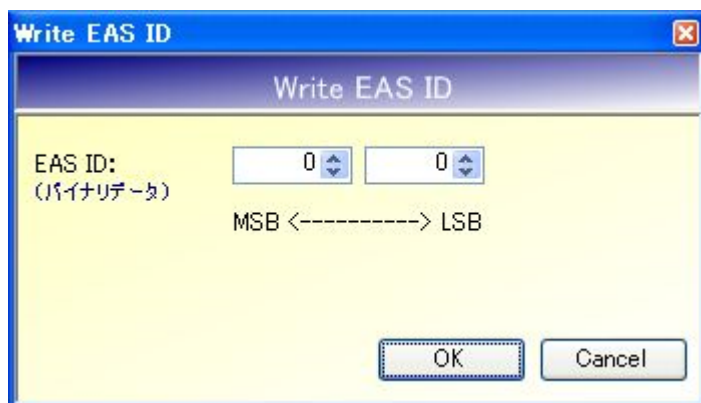 Write EAS ID
Write EAS ID
EAS ID: 0 0
(バイナリデータ)
MSB <----------> LSB
OK Cancel